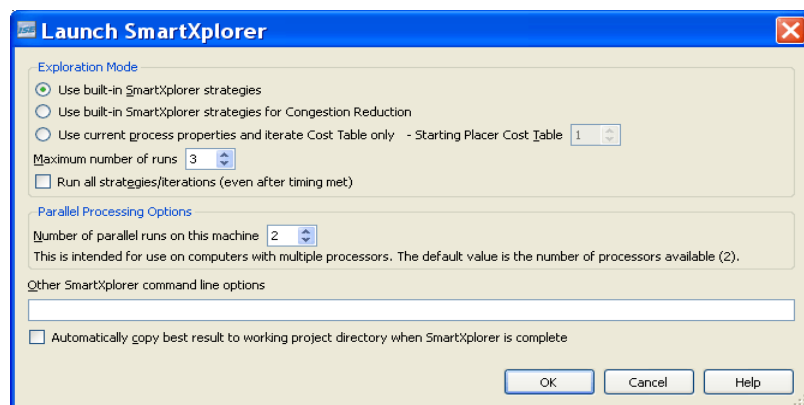 ISE Launch SmartXplorer
Exploration Mode
Use built-in SmartXplorer strategies
Use built-in SmartXplorer strategies for Congestion Reduction
Use current process properties and iterate Cost Table only - Starting Placer Cost Table 1
Maximum number of runs 3
Run all strategies/iterations (even after timing met)
Parallel Processing Options
Number of parallel runs on this machine 2
This is intended for use on computers with multiple processors. The default value is the number of processors available (2).
Other SmartXplorer command line options
Automatically copy best result to working project directory when SmartXplorer is complete
OK Cancel Help